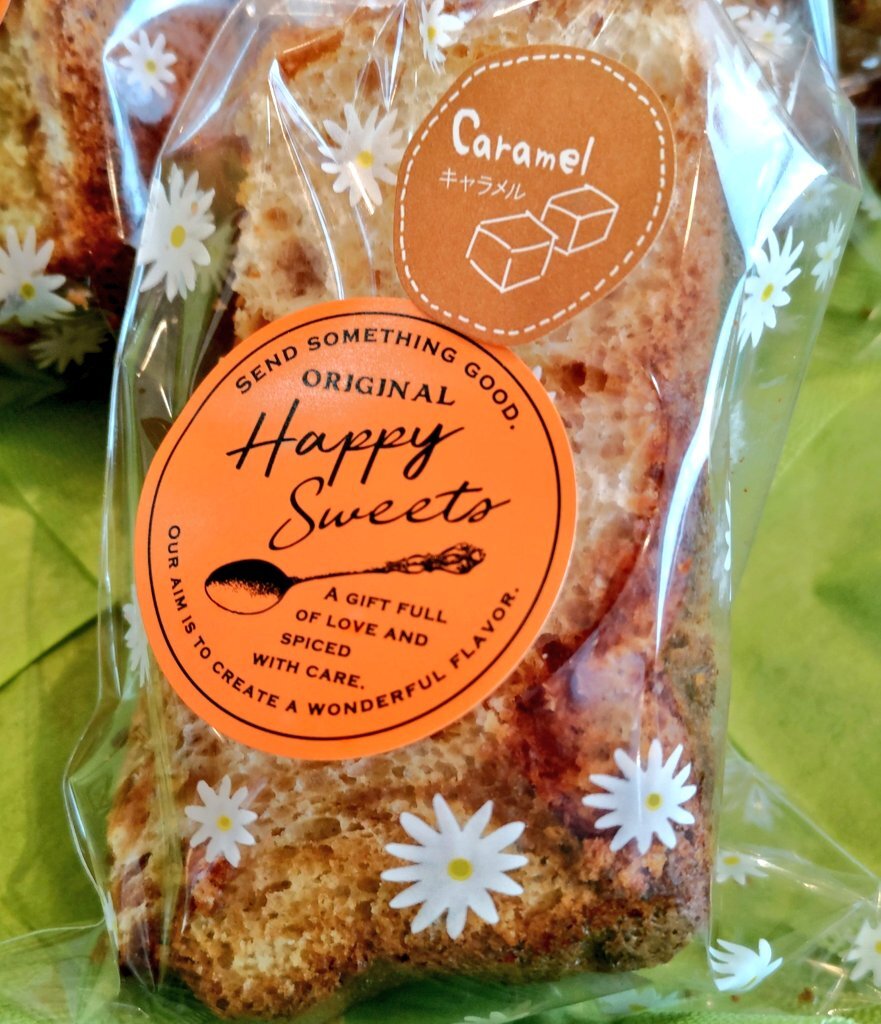 Caramel
キャラメル
SEND SOMETHING GOOD.
ORIGINAL
Happy
Sweets
A GIFT FULL
OF LOVE AND
SPICED
WITH CARE.
OUR AIM IS TO CREATE A WONDERFUL FLAVOR.